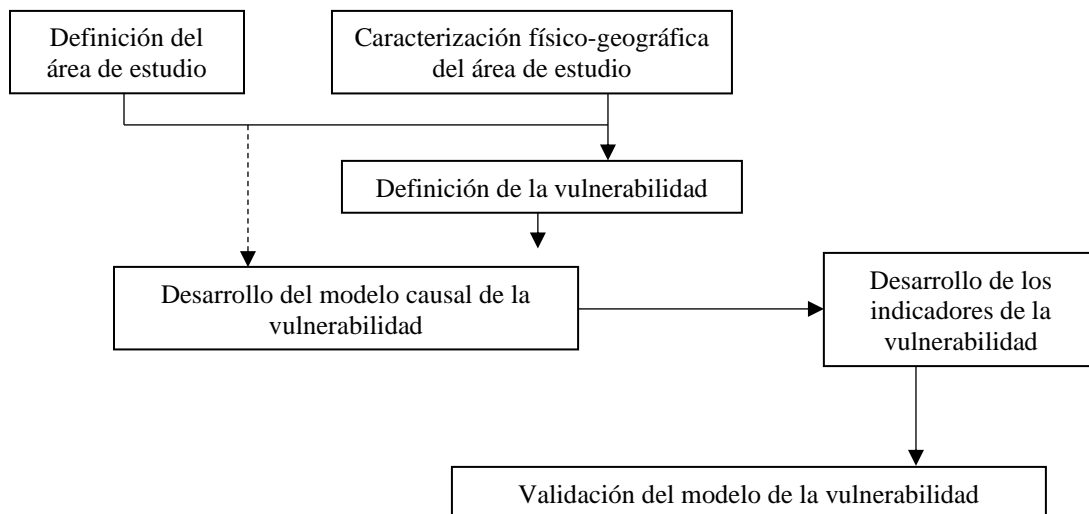 Definición del
área de estudio
Caracterización físico-geográfica
del área de estudio
Definición de la vulnerabilidad
Desarrollo del modelo causal de la
vulnerabilidad
Desarrollo de los
indicadores de la
vulnerabilidad
Validación del modelo de la vulnerabilidad